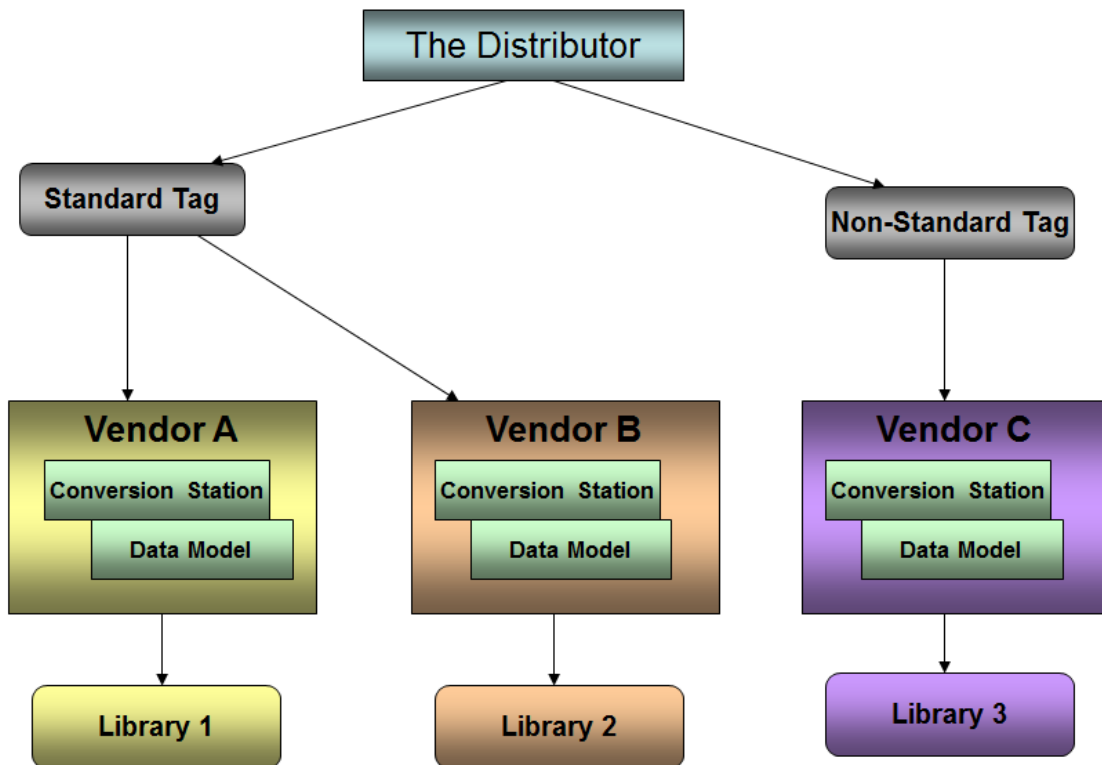 The Distributor
Standard Tag
Non-Standard Tag
Vendor A
Conversion Station
Data Model
Vendor B
Conversion Station
Data Model
Vendor C
Conversion Station
Data Model
Library 1
Library 2
Library 3